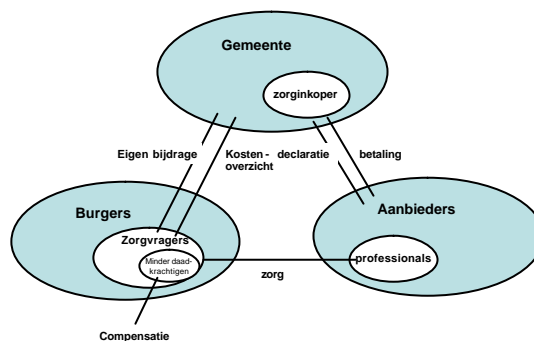 Gemeente
zorginkoper
Eigen bijdrage
Kosten - declaratie
overzicht
betaling
Burgers
Zorgvragers
Minder daad-
krachtigen
Aanbieders
professionals
zorg
Compensatie